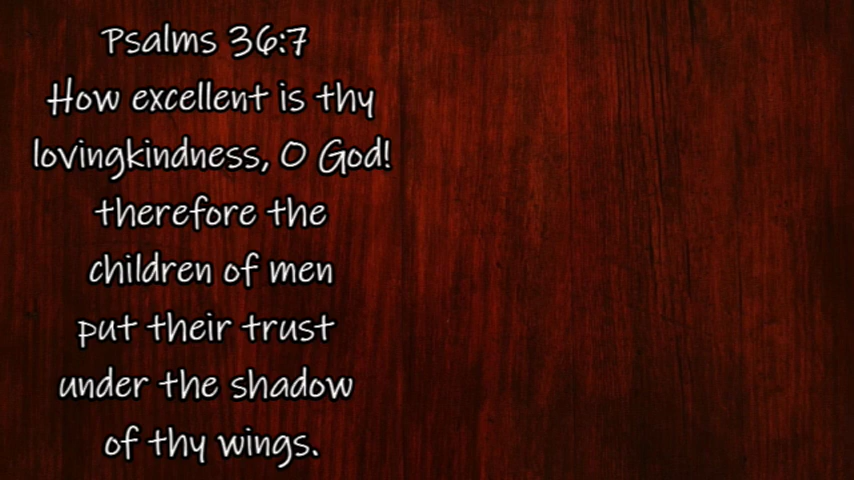 Psalms 36:7
How excellent is thy
lovingkindness, O God!
therefore the
children of men
put their trust
under the shadow
of thy wings.